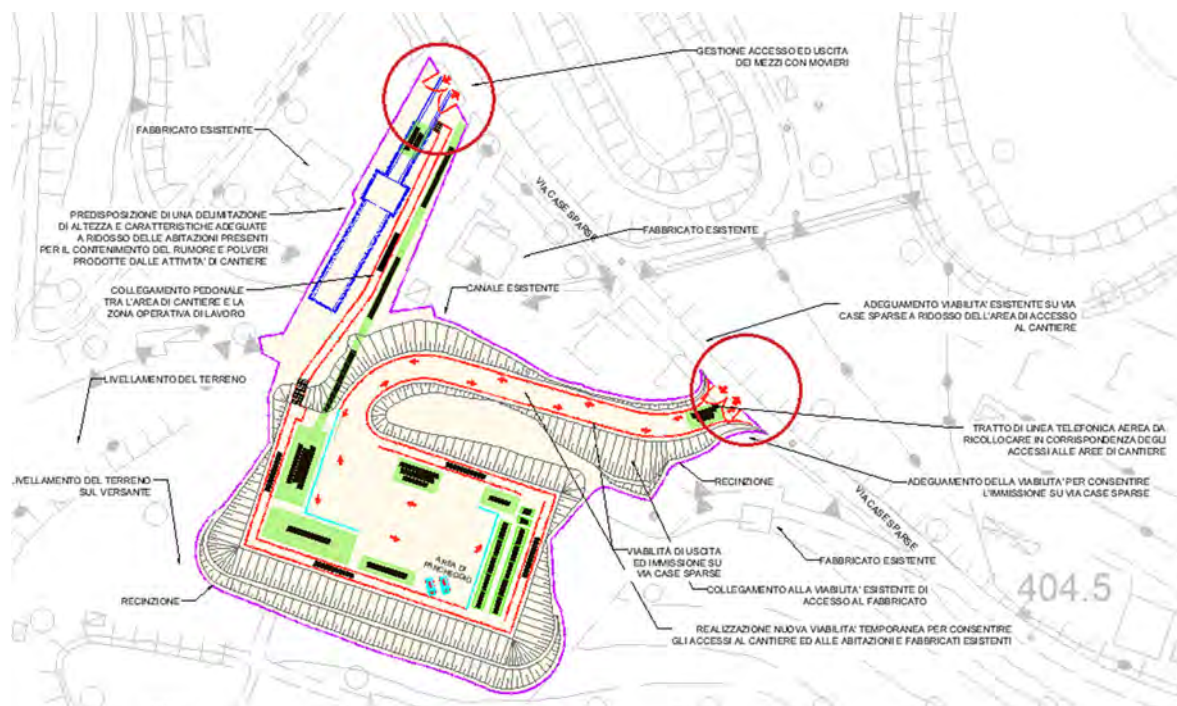 GESTIONE ACCESSO ED USCITA
DEI MEZZI CON MOVIERI
FABBRICATO ESISTENTE
PREDISPOSIZIONE DI UNA DELIMITAZIONE
DI ALTEZZA E CARATTERISTICHE ADEGUATE
A RIDOSSO DELLE ABITAZIONI PRESENTI
PER IL CONTENIMENTO DEL RUMORE E POLVERI
PRODOTTE DALLE ATTIVITA' DI CANTIERE
VIA CASE SPARSE
FABBRICATO ESISTENTE
COLLEGAMENTO PEDONALE
TRA L'AREA DI CANTIERE E LA
ZONA OPERATIVA DI LAVORO
CANALE ESISTENTE
ADEGUAMENTO VIABILITA' ESISTENTE SU VIA
CASE SPARSE A RIDOSSO DELL'AREA DI ACCESSO
AL CANTIERE
LIVELLAMENTO DEL TERRENO
TRATTO DI LINEA TELEFONICA AEREA DA
RICOLLOCARE IN CORRISPONDENZA DEGLI
ACCESSI ALLE AREE DI CANTIERE
LIVELLAMENTO DEL TERRENO
SUL VERSANTE
RECINZIONE
ADEGUAMENTO DELLA VIABILITA' PER CONSENTIRE
L'IMMISSIONE SU VIA CASE SPARSE
VIA CASE SPARSE
VIABILITÀ DI USCITA
ED IMMISSIONE SU
VIA CASE SPARSE
FABBRICATO ESISTENTE
AREA DI
PARCHEGGIO
COLLEGAMENTO ALLA VIABILITA' ESISTENTE DI
ACCESSO AL FABBRICATO
404.5
RECINZIONE
REALIZZAZIONE NUOVA VIABILITA' TEMPORANEA PER CONSENTIRE
GLI ACCESSI AL CANTIERE ED ALLE ABITAZIONI E FABBRICATI ESISTENTI